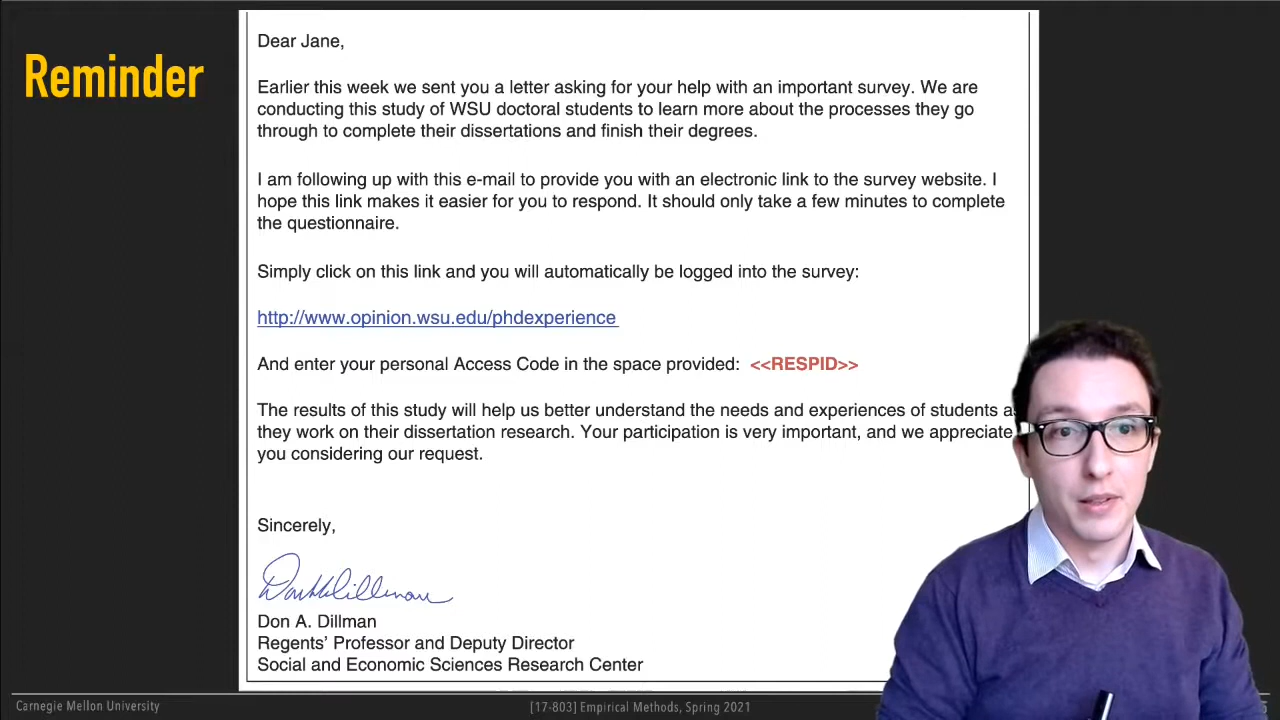 Reminder
Dear Jane,
Earlier this week we sent you a letter asking for your help with an important survey. We are
conducting this study of WSU doctoral students to learn more about the processes they go
through to complete their dissertations and finish their degrees.
I am following up with this e-mail to provide you with an electronic link to the survey website. I
hope this link makes it easier for you to respond. It should only take a few minutes to complete
the questionnaire.
Simply click on this link and you will automatically be logged into the survey:
http://www.opinion.wsu.edu/phdexperience
And enter your personal Access Code in the space provided: <<RESPID>>
The results of this study will help us better understand the needs and experiences of students as
they work on their dissertation research. Your participation is very important, and we appreciate
you considering our request.
Sincerely,
Don A. Dillman
Don A. Dillman
Regents' Professor and Deputy Director
Social and Economic Sciences Research Center
Carnegie Mellon University
[17-803] Empirical Methods, Spring 2021